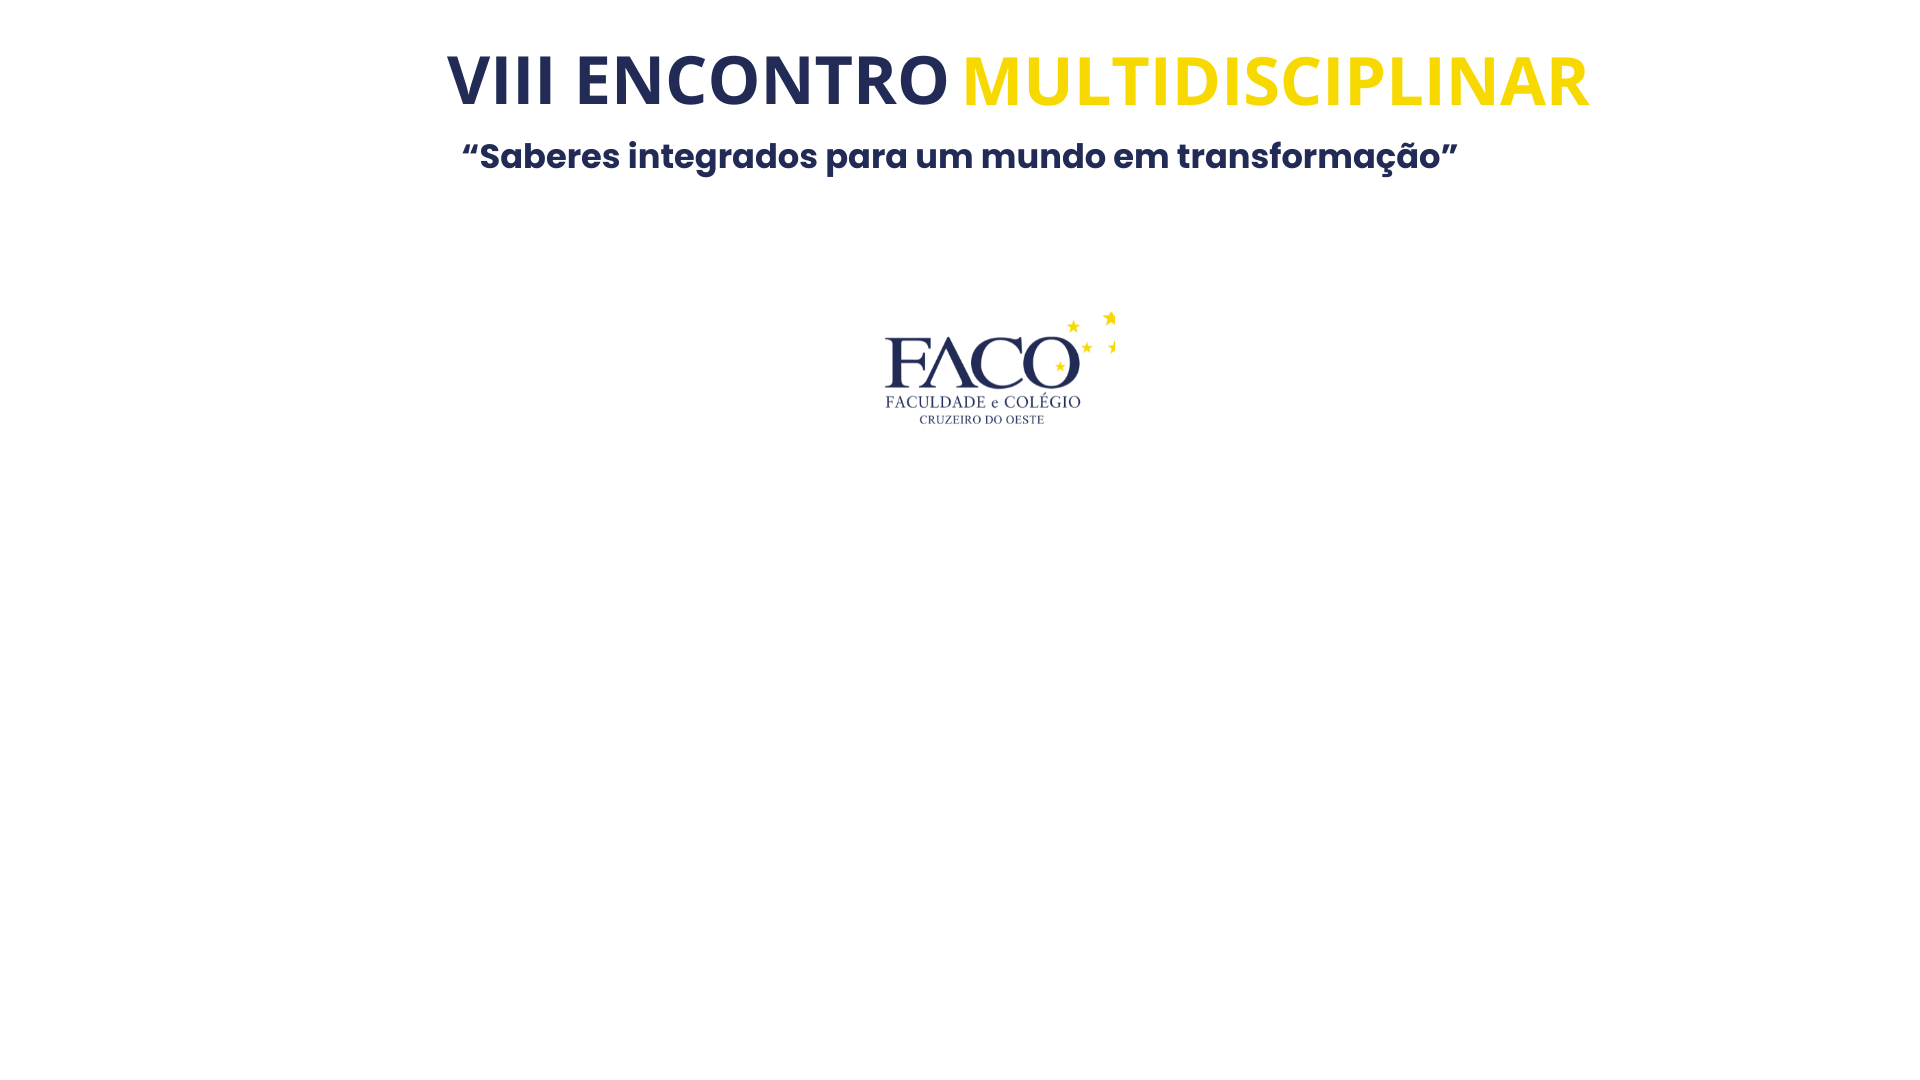 VIII ENCONTRO MULTIDISCIPLINAR
“Saberes integrados para um mundo em transformação”
FACO
FACULDADE e COLÉGIO
CRUZEIRO DO OESTE